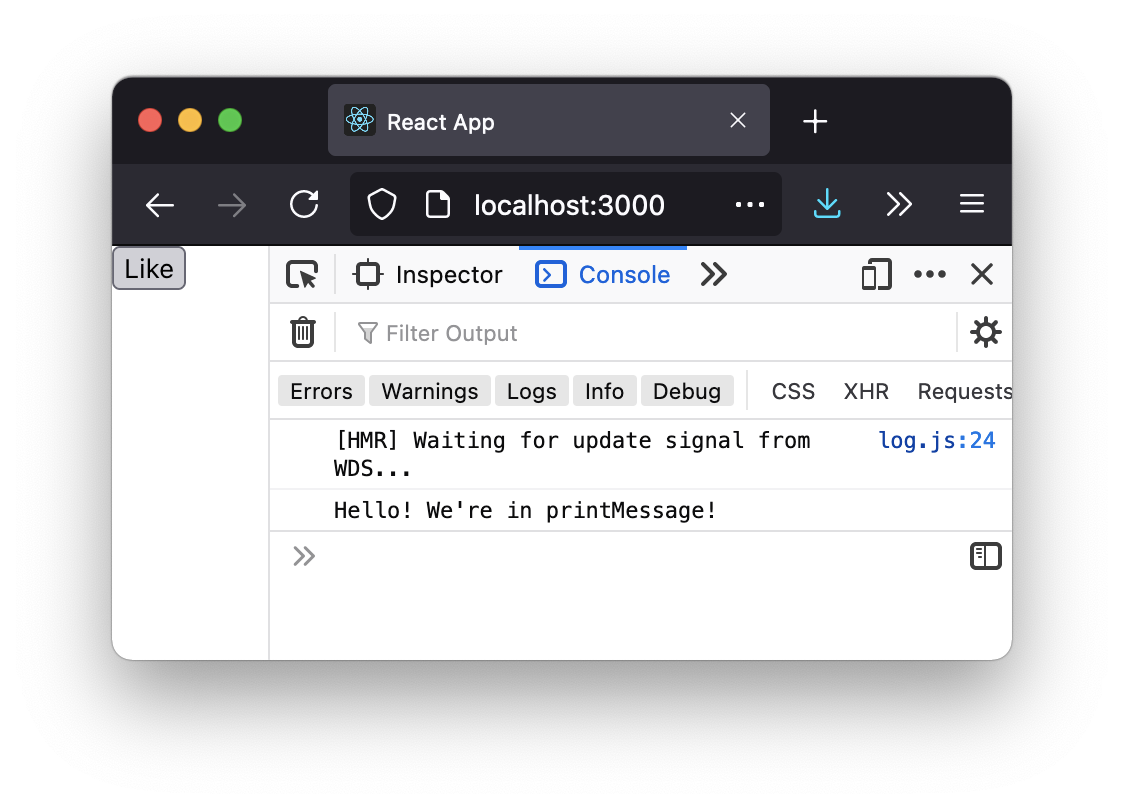 React App
localhost:3000
Like
Inspector Console
Filter Output
Errors Warnings Logs Info Debug CSS XHR Requests
[HMR] Waiting for update signal from log.js:24
WDS...
Hello! We're in printMessage!